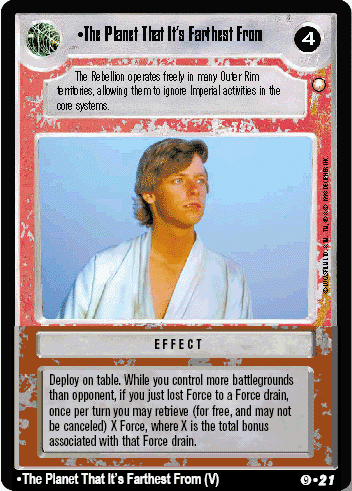 •The Planet That It's Farthest From
4
The Rebellion operates freely in many Outer Rim
territories, allowing them to ignore Imperial activities in the
core systems.
EFFECT
Deploy on table. While you control more battlegrounds
than opponent, if you just lost Force to a Force drain,
once per turn you may retrieve (for free, and may not
be canceled) X Force, where X is the total bonus
associated with that Force drain.
•The Planet That It's Farthest From (V)
9•21